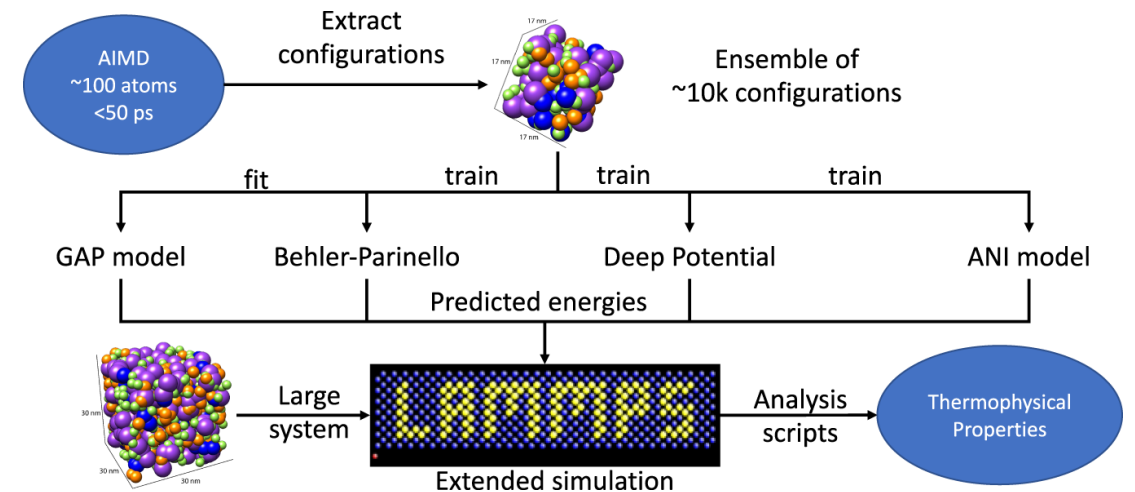 AIMD
~100 atoms
<50 ps
Extract
configurations
17 nm
17 nm
17 nm
Ensemble of
~10k configurations
fit
train
train
train
GAP model
Behler-Parinello
Deep Potential
ANI model
Predicted energies
30 nm
30 nm
30 nm
Large
system
LAMMPS
Extended simulation
Analysis
scripts
Thermophysical
Properties